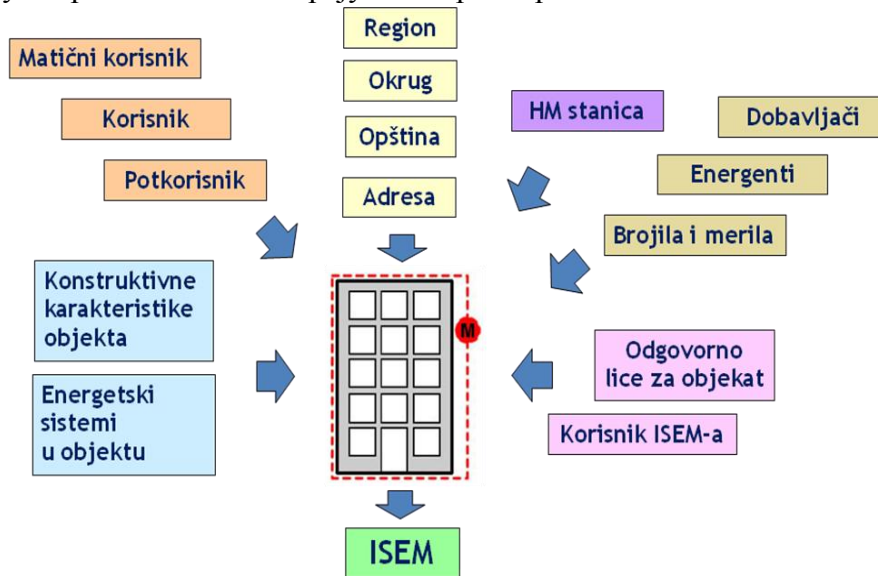 Region
Matični korisnik
Okrug
HM stanica
Dobavljači
Korisnik
Opština
Energenti
Potkorisnik
Adresa
Brojila i merila
Konstruktivne
karakteristike
objekta
M
Odgovorno
lice za objekat
Energetski
sistemi
u objektu
Korisnik ISEM-a
ISEM